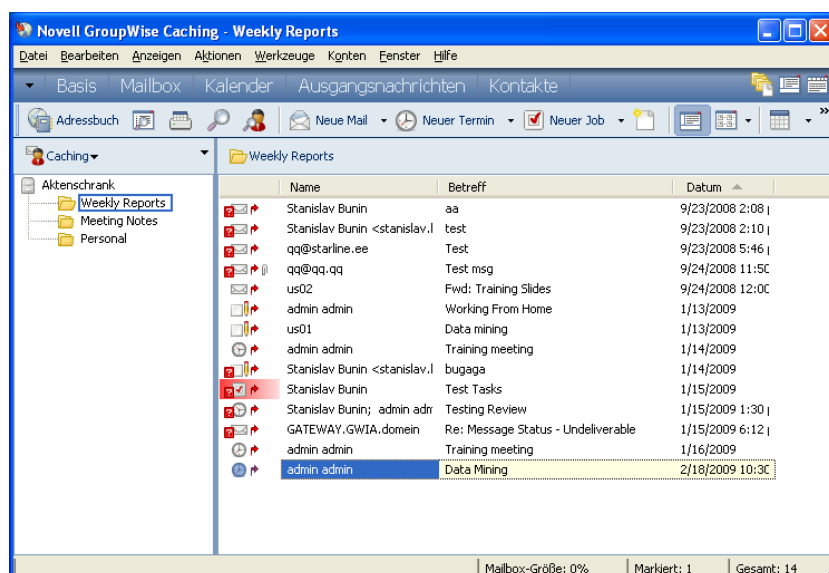 Novell GroupWise Caching - Weekly Reports
Datei Bearbeiten Anzeigen Aktionen Werkzeuge Konten Fenster Hilfe
Basis Mailbox Kalender Ausgangsnachrichten Kontakte
Adressbuch Neue Mail Neuer Termin Neuer Job »
Caching Weekly Reports
Aktenschrank
Weekly Reports
Meeting Notes
Personal
Name Betreff Datum
Stanislav Bunin aa 9/23/2008 2:08
Stanislav Bunin <stanislav.l test 9/23/2008 2:10
qq@starline.ee Test 9/23/2008 5:46
qq@qq.qq Test msg 9/24/2008 11:50
us02 Fwd: Training Slides 9/24/2008 12:00
admin admin Working From Home 1/13/2009
us01 Data mining 1/13/2009
admin admin Training meeting 1/14/2009
Stanislav Bunin <stanislav.l bugaga 1/14/2009
Stanislav Bunin Test Tasks 1/15/2009
Stanislav Bunin; admin adm Testing Review 1/15/2009 1:30
GATEWAY.GWIA.domein Re: Message Status - Undeliverable 1/15/2009 6:12
admin admin Training meeting 1/16/2009
admin admin Data Mining 2/18/2009 10:30
Mailbox-Größe: 0% Markiert: 1 Gesamt: 14